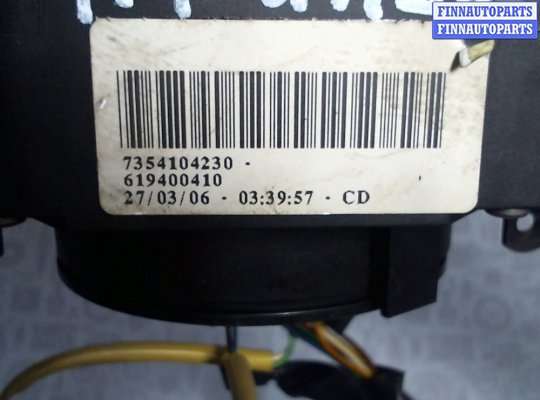 FINNAUTOPARTS
FINNAUTOPARTS
7354104230 -
619400410
27/03/06 - 03:39:57 - CD